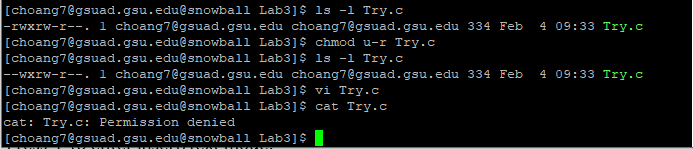 [choang7@gsuad.gsu.edu@snowball Lab3]$ ls -l Try.c
-rwxrw-r--. 1 choang7@gsuad.gsu.edu choang7@gsuad.gsu.edu 334 Feb  4 09:33 Try.c
[choang7@gsuad.gsu.edu@snowball Lab3]$ chmod u-r Try.c
[choang7@gsuad.gsu.edu@snowball Lab3]$ ls -l Try.c
--wxrw-r--. 1 choang7@gsuad.gsu.edu choang7@gsuad.gsu.edu 334 Feb  4 09:33 Try.c
[choang7@gsuad.gsu.edu@snowball Lab3]$ vi Try.c
[choang7@gsuad.gsu.edu@snowball Lab3]$ cat Try.c
cat: Try.c: Permission denied
[choang7@gsuad.gsu.edu@snowball Lab3]$